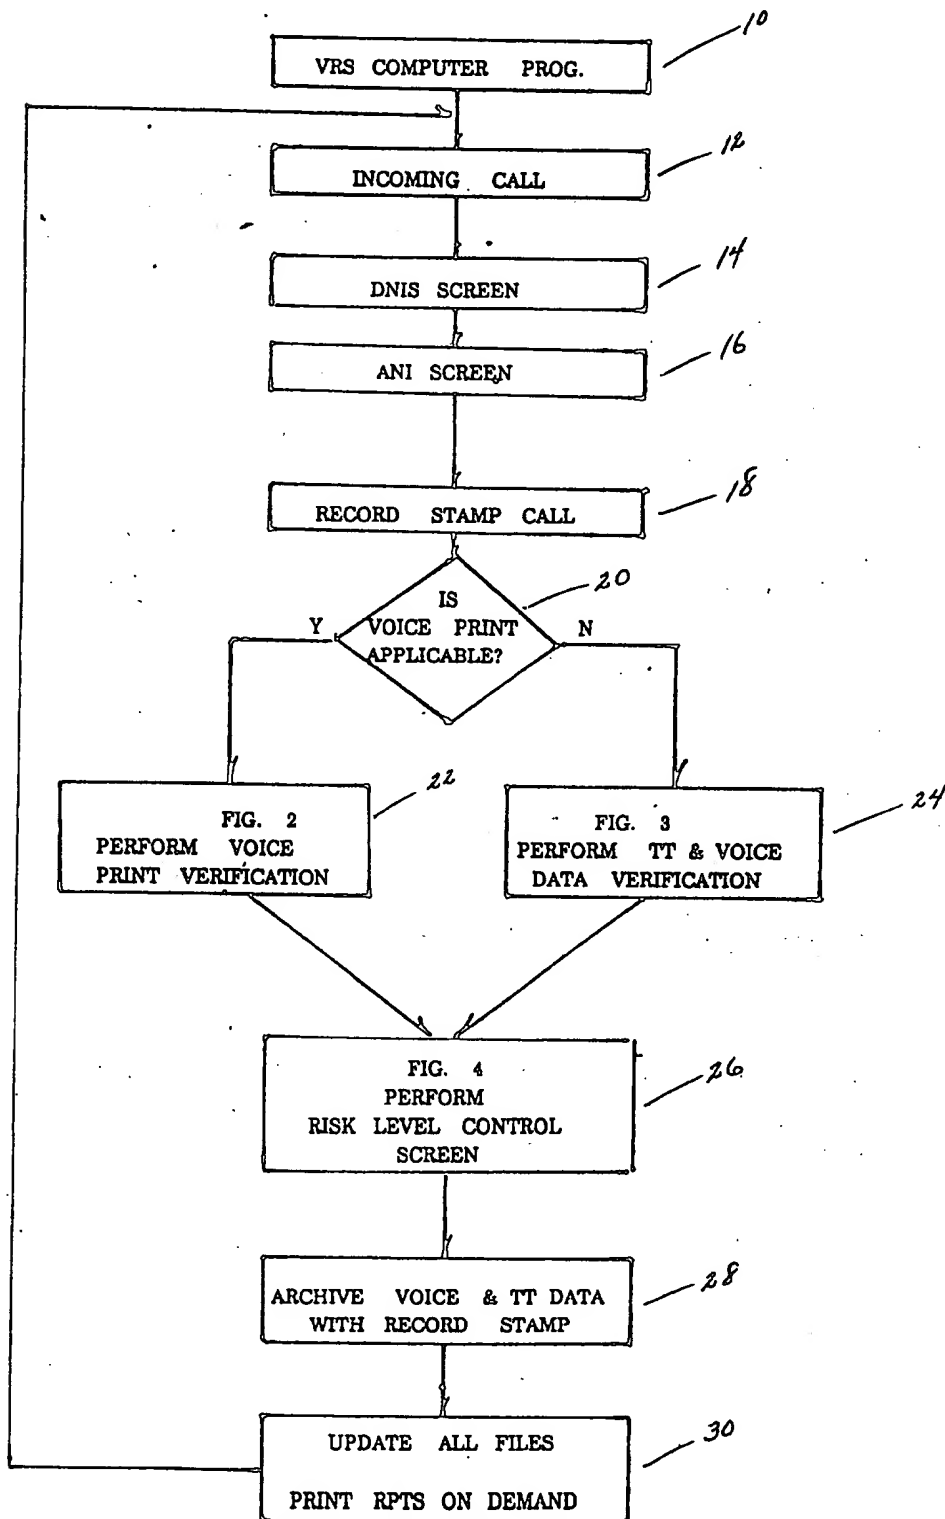 10
VRS COMPUTER PROG.
12
INCOMING CALL
14
DNIS SCREEN
16
ANI SCREEN
18
RECORD STAMP CALL
20
IS
VOICE PRINT
APPLICABLE?
Y
N
22
FIG. 2
PERFORM VOICE
PRINT VERIFICATION
24
FIG. 3
PERFORM TT & VOICE
DATA VERIFICATION
26
FIG. 4
PERFORM
RISK LEVEL CONTROL
SCREEN
28
ARCHIVE VOICE & TT DATA
WITH RECORD STAMP
30
UPDATE ALL FILES
PRINT RPTS ON DEMAND